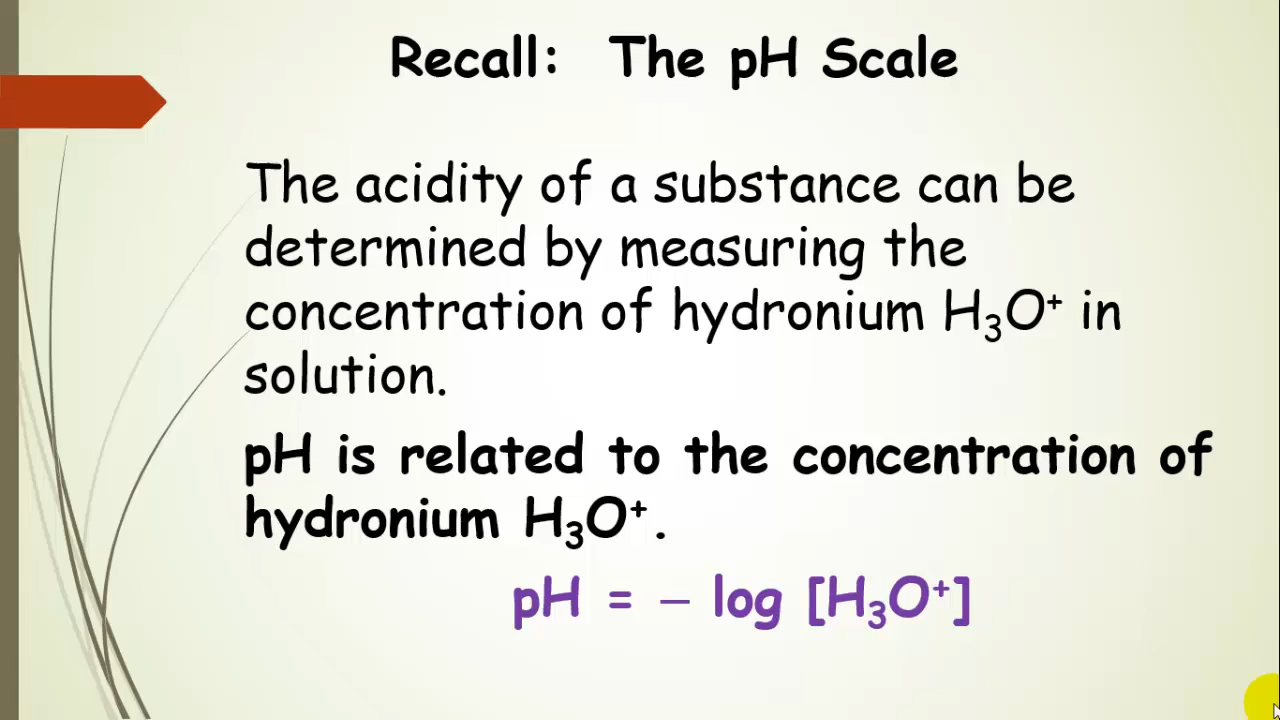 Recall: The pH Scale
The acidity of a substance can be
determined by measuring the
concentration of hydronium H₃O⁺ in
solution.
pH is related to the concentration of
hydronium H₃O⁺.
pH = – log [H₃O⁺]